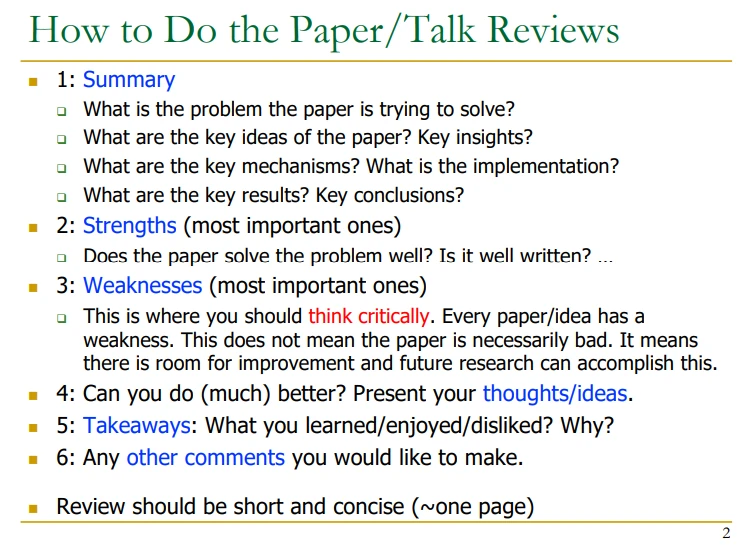 How to Do the Paper/Talk Reviews
1: Summary
What is the problem the paper is trying to solve?
What are the key ideas of the paper? Key insights?
What are the key mechanisms? What is the implementation?
What are the key results? Key conclusions?
2: Strengths (most important ones)
Does the paper solve the problem well? Is it well written? ...
3: Weaknesses (most important ones)
This is where you should think critically. Every paper/idea has a
weakness. This does not mean the paper is necessarily bad. It means
there is room for improvement and future research can accomplish this.
4: Can you do (much) better? Present your thoughts/ideas.
5: Takeaways: What you learned/enjoyed/disliked? Why?
6: Any other comments you would like to make.
Review should be short and concise (~one page)
2